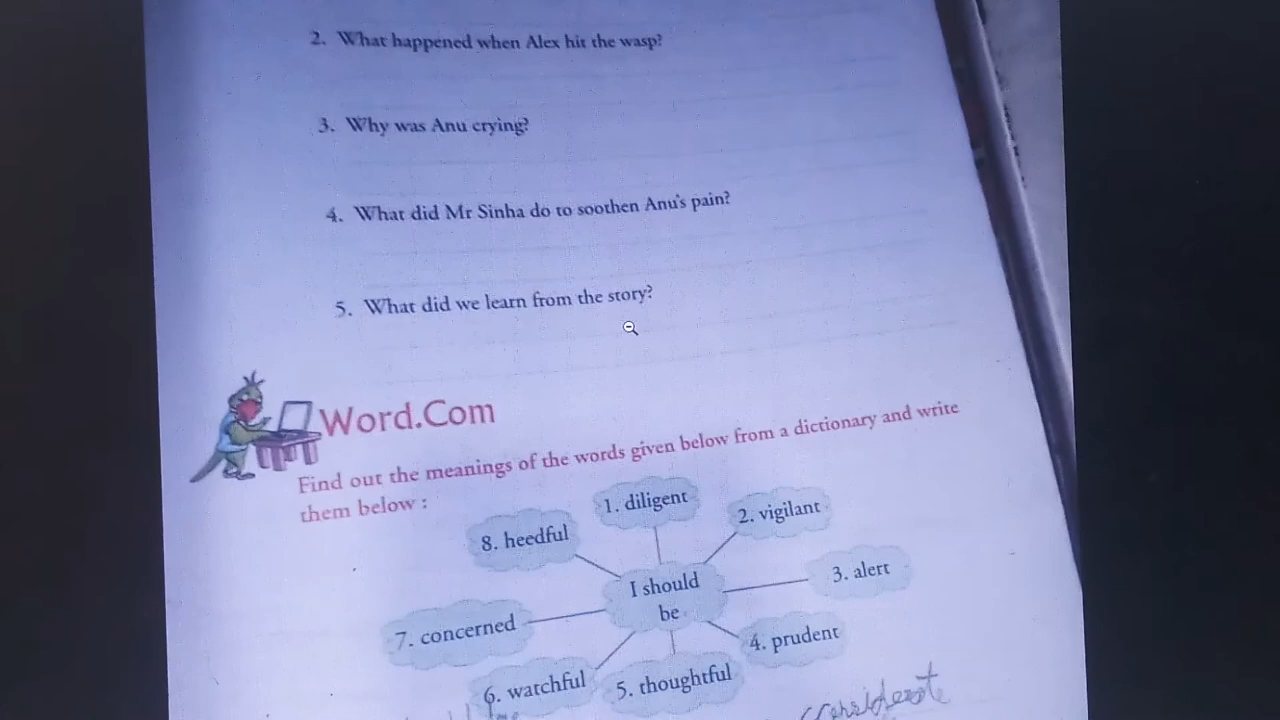 2. What happened when Alex hit the wasp?
3. Why was Anu crying?
4. What did Mr Sinha do to soothen Anu's pain?
5. What did we learn from the story?
Word.Com
Find out the meanings of the words given below from a dictionary and write
them below :
1. diligent
2. vigilant
8. heedful
3. alert
I should
be
7. concerned
4. prudent
6. watchful
5. thoughtful
considerate